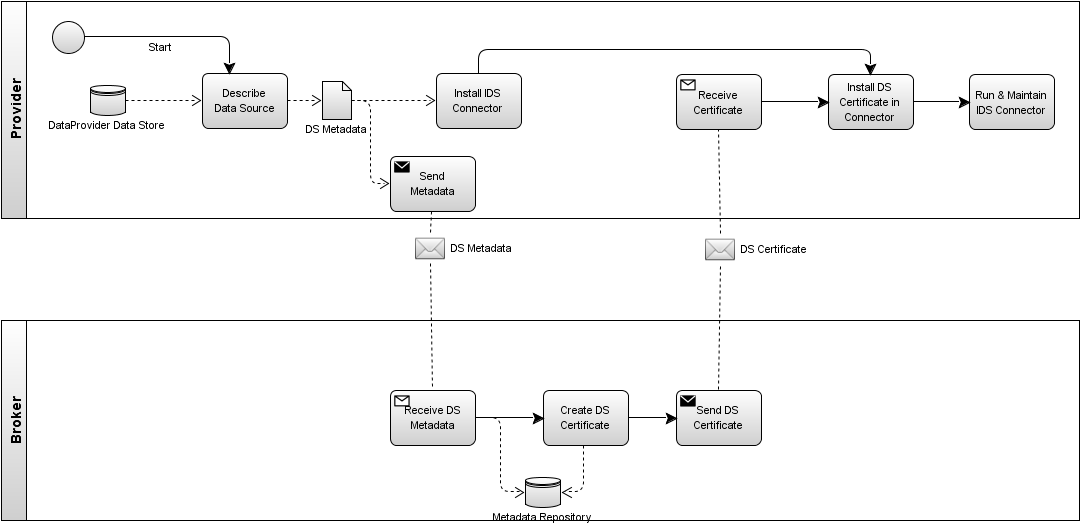 Provider
Start
DataProvider Data Store
Describe
Data Source
DS Metadata
Install IDS
Connector
Send
Metadata
Receive
Certificate
Install DS
Certificate in
Connector
Run & Maintain
IDS Connector
DS Metadata
DS Certificate
Broker
Receive DS
Metadata
Create DS
Certificate
Send DS
Certificate
Metadata Repository